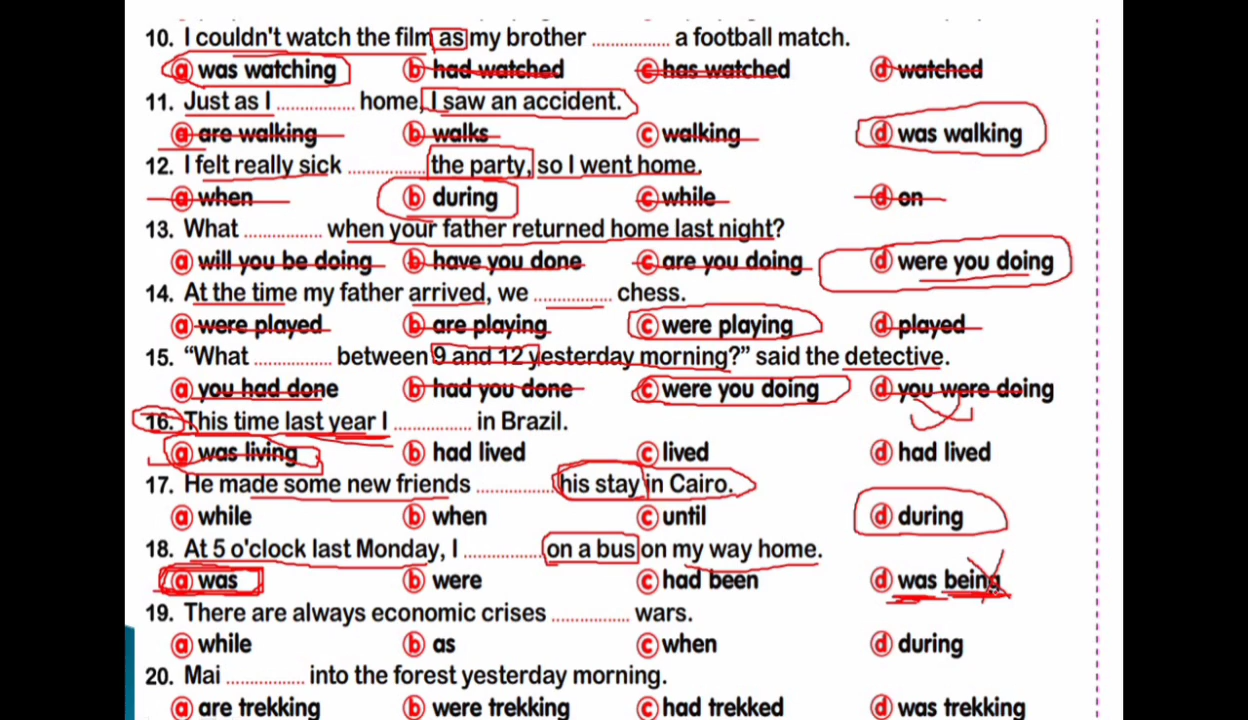 10. I couldn't watch the film as my brother ............... a football match.
a was watching b had watched c has watched d watched
11. Just as I ............... home, I saw an accident.
a are walking b walks c walking d was walking
12. I felt really sick ............... the party, so I went home.
a when b during c while d on
13. What ............... when your father returned home last night?
a will you be doing b have you done c are you doing d were you doing
14. At the time my father arrived, we ............... chess.
a were played b are playing c were playing d played
15. “What ............... between 9 and 12 yesterday morning?” said the detective.
a you had done b had you done c were you doing d you were doing
16. This time last year I ............... in Brazil.
a was living b had lived c lived d had lived
17. He made some new friends ............... his stay in Cairo.
a while b when c until d during
18. At 5 o'clock last Monday, I ............... on a bus on my way home.
a was b were c had been d was being
19. There are always economic crises ............... wars.
a while b as c when d during
20. Mai ............... into the forest yesterday morning.
a are trekking b were trekking c had trekked d was trekking